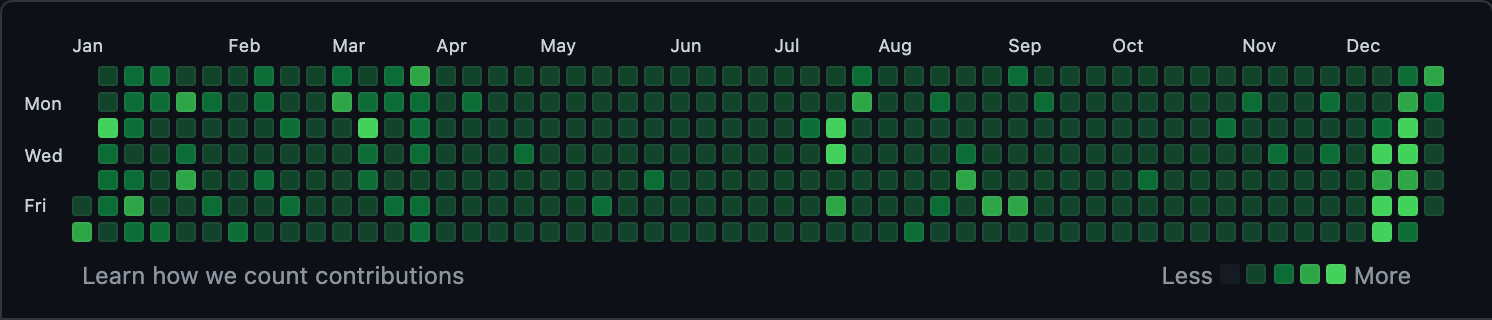 Jan Feb Mar Apr May Jun Jul Aug Sep Oct Nov Dec
Mon
Wed
Fri
Learn how we count contributions Less More